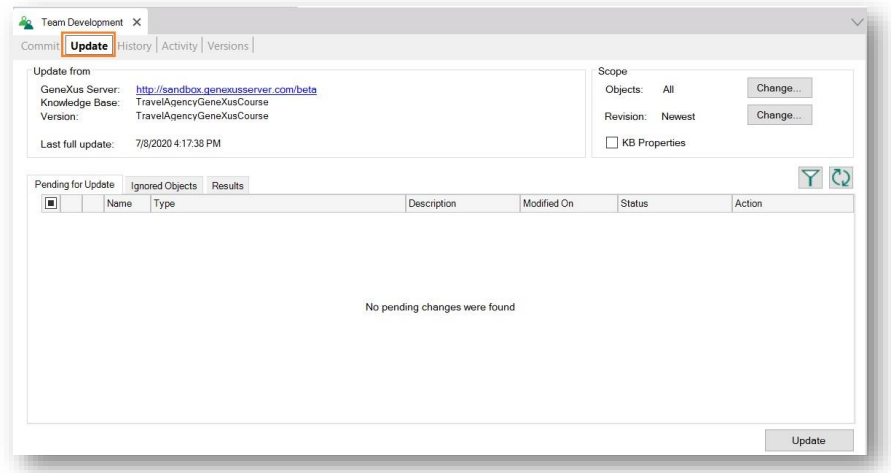 Team Development X
Commit Update History Activity Versions
Update from
GeneXus Server: http://sandbox.genexusserver.com/beta
Knowledge Base: TravelAgencyGeneXusCourse
Version: TravelAgencyGeneXusCourse
Last full update: 7/8/2020 4:17:38 PM
Scope
Objects: All Change...
Revision: Newest Change...
KB Properties
Pending for Update Ignored Objects Results
Name Type Description Modified On Status Action
No pending changes were found
Update